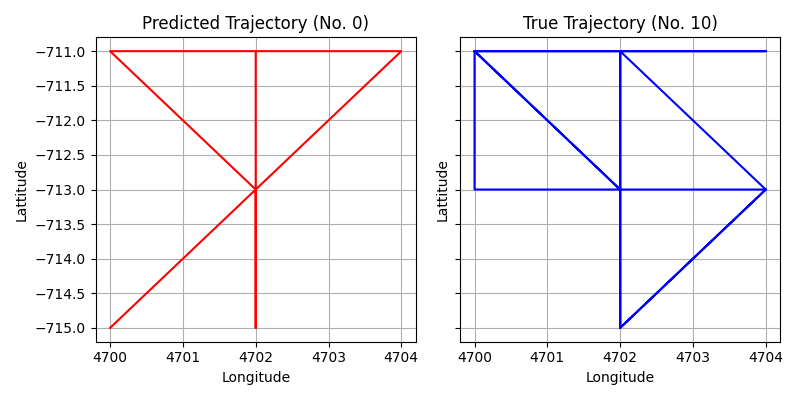 Predicted Trajectory (No. 0)
True Trajectory (No. 10)
Lattitude
−711.0
−711.5
−712.0
−712.5
−713.0
−713.5
−714.0
−714.5
−715.0
4700 4701 4702 4703 4704
Longitude
Lattitude
4700 4701 4702 4703 4704
Longitude